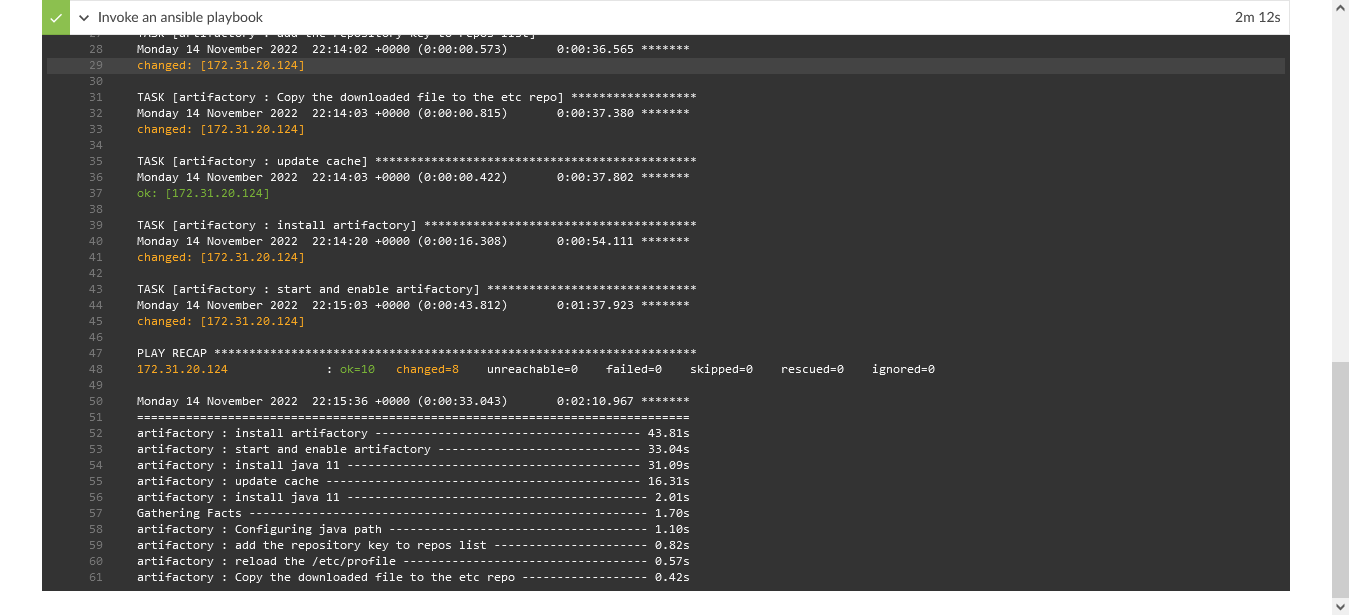 Invoke an ansible playbook 2m 12s
27 TASK [artifactory : add the repository key to repos list]
28 Monday 14 November 2022  22:14:02 +0000 (0:00:00.573)       0:00:36.565 *******
29 changed: [172.31.20.124]
30
31 TASK [artifactory : Copy the downloaded file to the etc repo] ******************
32 Monday 14 November 2022  22:14:03 +0000 (0:00:00.815)       0:00:37.380 *******
33 changed: [172.31.20.124]
34
35 TASK [artifactory : update cache] **********************************************
36 Monday 14 November 2022  22:14:03 +0000 (0:00:00.422)       0:00:37.802 *******
37 ok: [172.31.20.124]
38
39 TASK [artifactory : install artifactory] ***************************************
40 Monday 14 November 2022  22:14:20 +0000 (0:00:16.308)       0:00:54.111 *******
41 changed: [172.31.20.124]
42
43 TASK [artifactory : start and enable artifactory] ******************************
44 Monday 14 November 2022  22:15:03 +0000 (0:00:43.812)       0:01:37.923 *******
45 changed: [172.31.20.124]
46
47 PLAY RECAP *********************************************************************
48 172.31.20.124              : ok=10   changed=8    unreachable=0    failed=0    skipped=0    rescued=0    ignored=0
49
50 Monday 14 November 2022  22:15:36 +0000 (0:00:33.043)       0:02:10.967 *******
51 ===============================================================================
52 artifactory : install artifactory -------------------------------------- 43.81s
53 artifactory : start and enable artifactory ----------------------------- 33.04s
54 artifactory : install java 11 ------------------------------------------ 31.09s
55 artifactory : update cache --------------------------------------------- 16.31s
56 artifactory : install java 11 ------------------------------------------- 2.01s
57 Gathering Facts --------------------------------------------------------- 1.70s
58 artifactory : Configuring java path ------------------------------------- 1.10s
59 artifactory : add the repository key to repos list ---------------------- 0.82s
60 artifactory : reload the /etc/profile ----------------------------------- 0.57s
61 artifactory : Copy the downloaded file to the etc repo ------------------ 0.42s